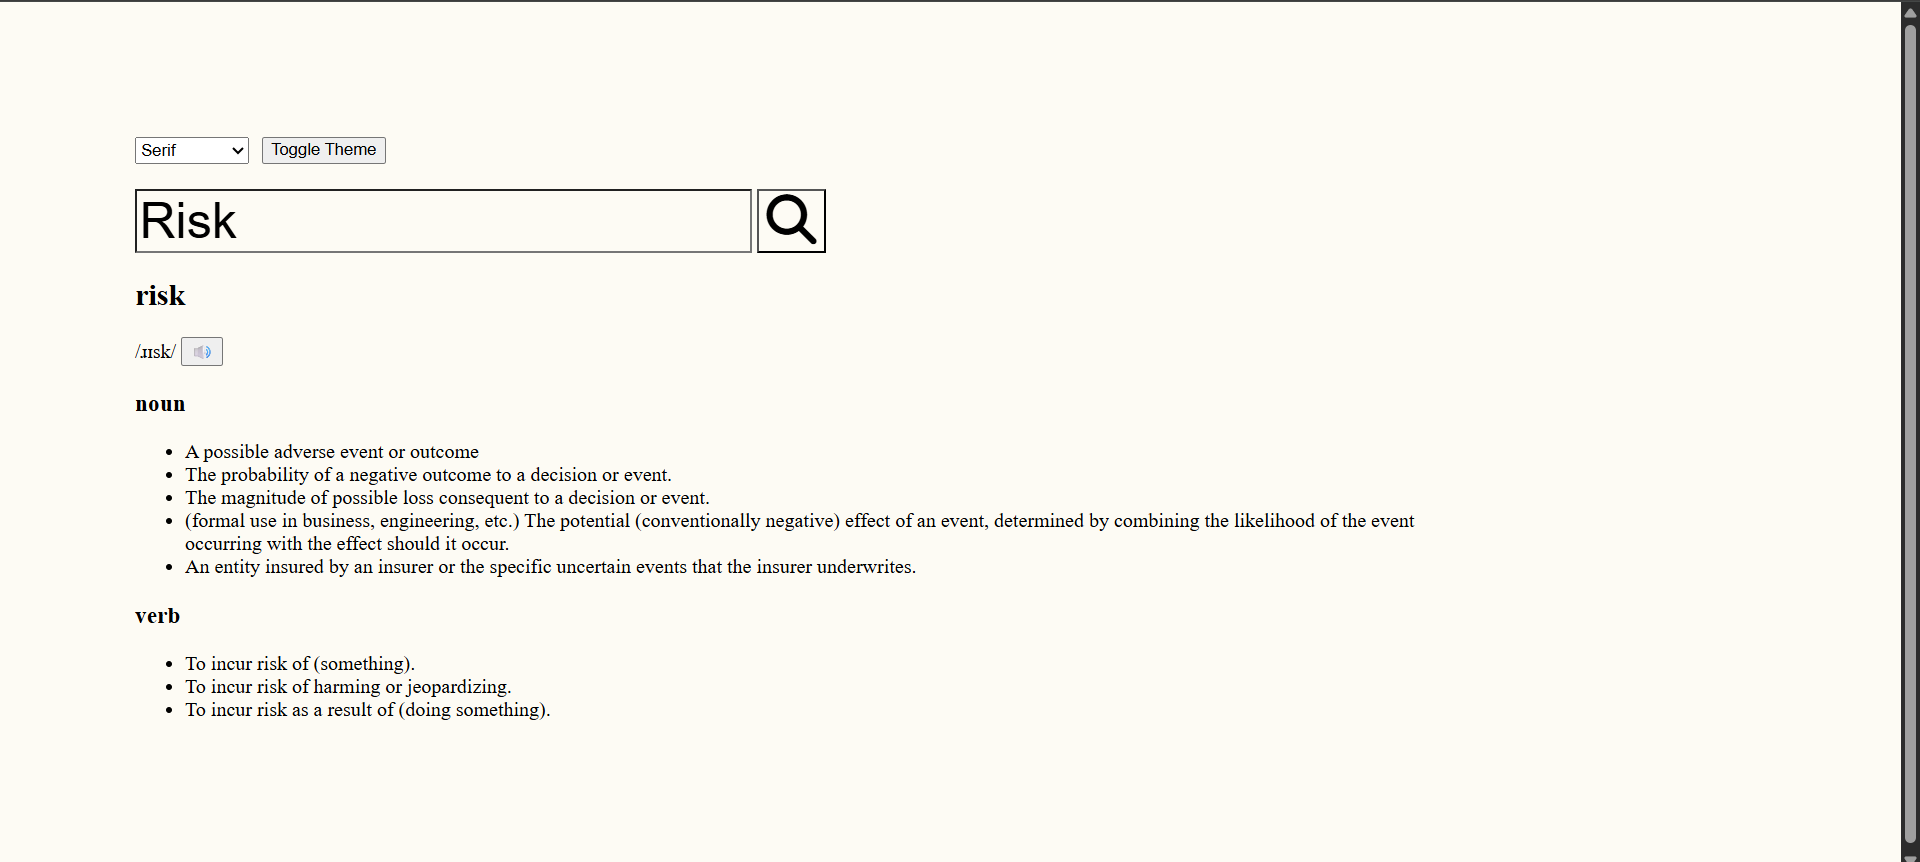 Serif
Toggle Theme
Risk
risk
/ɹɪsk/
noun
A possible adverse event or outcome
The probability of a negative outcome to a decision or event.
The magnitude of possible loss consequent to a decision or event.
(formal use in business, engineering, etc.) The potential (conventionally negative) effect of an event, determined by combining the likelihood of the event
occurring with the effect should it occur.
An entity insured by an insurer or the specific uncertain events that the insurer underwrites.
verb
To incur risk of (something).
To incur risk of harming or jeopardizing.
To incur risk as a result of (doing something).